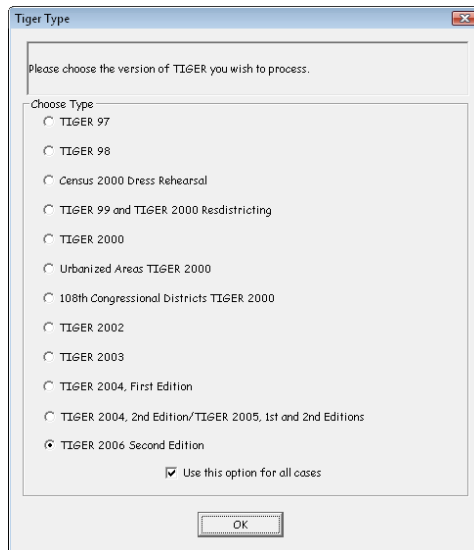 Tiger Type
Please choose the version of TIGER you wish to process.
Choose Type
TIGER 97
TIGER 98
Census 2000 Dress Rehearsal
TIGER 99 and TIGER 2000 Resdistricting
TIGER 2000
Urbanized Areas TIGER 2000
108th Congressional Districts TIGER 2000
TIGER 2002
TIGER 2003
TIGER 2004, First Edition
TIGER 2004, 2nd Edition/TIGER 2005, 1st and 2nd Editions
TIGER 2006 Second Edition
Use this option for all cases
OK